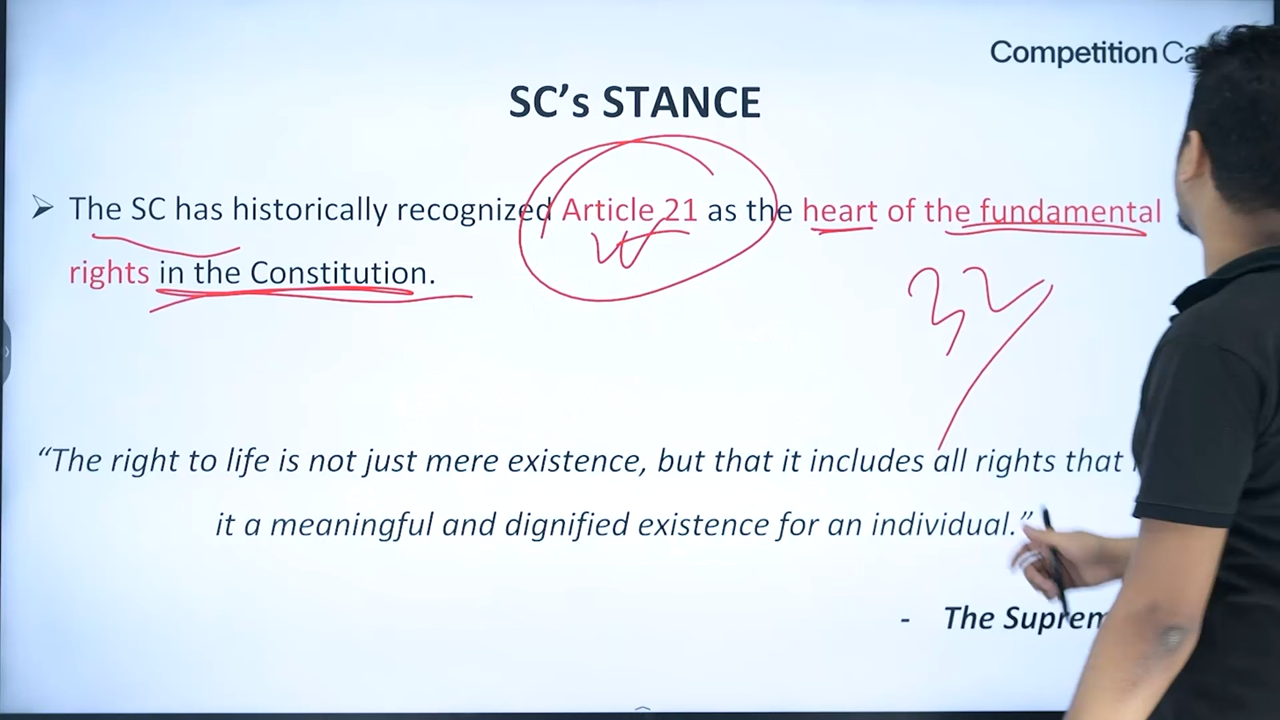 Competition
SC’s STANCE
The SC has historically recognized Article 21 as the heart of the fundamental
rights in the Constitution.
32
“The right to life is not just mere existence, but that it includes all rights that
it a meaningful and dignified existence for an individual.”
- The